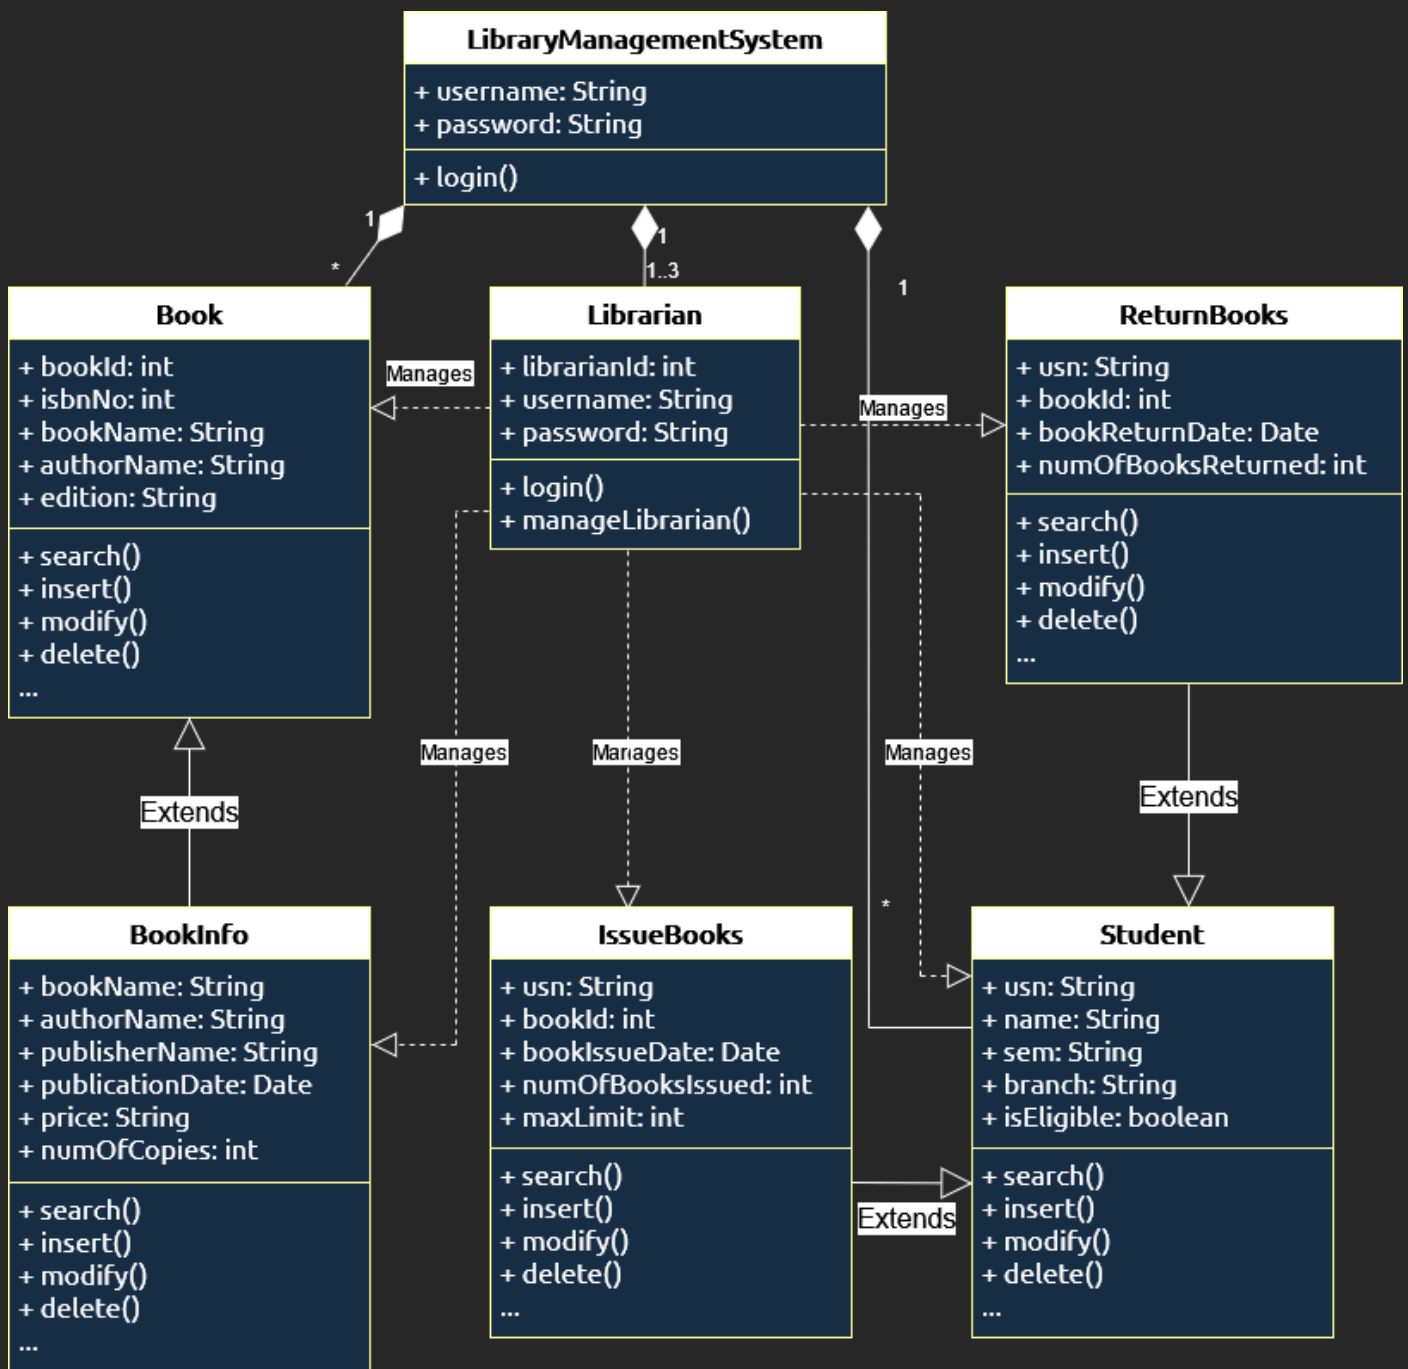 LibraryManagementSystem
+ username: String
+ password: String
+ login()
1
*
1
1..3
1
*
Book
+ bookId: int
+ isbnNo: int
+ bookName: String
+ authorName: String
+ edition: String
+ search()
+ insert()
+ modify()
+ delete()
...
Manages
Librarian
+ librarianId: int
+ username: String
+ password: String
+ login()
+ manageLibrarian()
Manages
ReturnBooks
+ usn: String
+ bookId: int
+ bookReturnDate: Date
+ numOfBooksReturned: int
+ search()
+ insert()
+ modify()
+ delete()
...
Manages
Manages
Manages
Extends
Extends
BookInfo
+ bookName: String
+ authorName: String
+ publisherName: String
+ publicationDate: Date
+ price: String
+ numOfCopies: int
+ search()
+ insert()
+ modify()
+ delete()
...
IssueBooks
+ usn: String
+ bookId: int
+ bookIssueDate: Date
+ numOfBooksIssued: int
+ maxLimit: int
+ search()
+ insert()
+ modify()
+ delete()
...
Extends
Student
+ usn: String
+ name: String
+ sem: String
+ branch: String
+ isEligible: boolean
+ search()
+ insert()
+ modify()
+ delete()
...